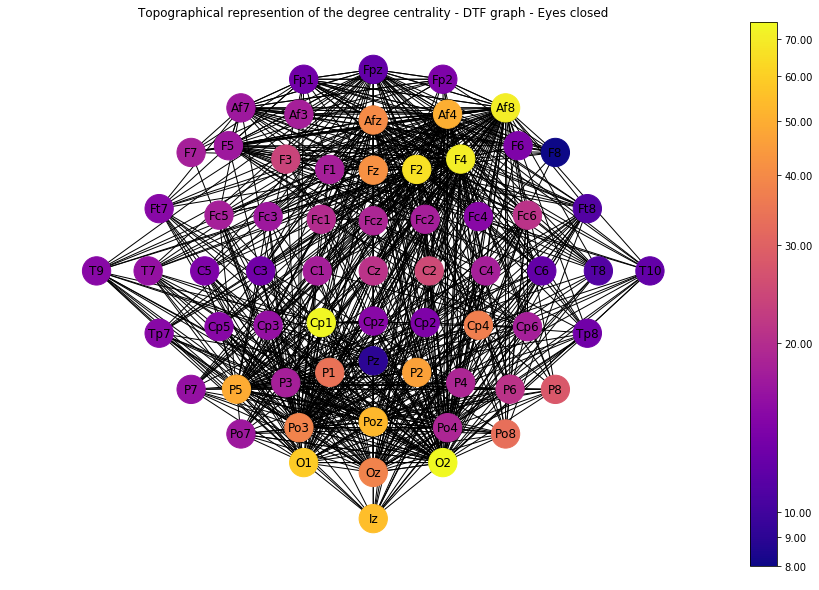 Topographical represention of the degree centrality - DTF graph - Eyes closed
Fp1 Fpz Fp2
Af7 Af3 Afz Af4 Af8
F7 F5 F3 F1 Fz F2 F4 F6 F8
Ft7 Fc5 Fc3 Fc1 Fcz Fc2 Fc4 Fc6 Ft8
T9 T7 C5 C3 C1 Cz C2 C4 C6 T8 T10
Tp7 Cp5 Cp3 Cp1 Cpz Cp2 Cp4 Cp6 Tp8
P7 P5 P3 P1 Pz P2 P4 P6 P8
Po7 Po3 Poz Po4 Po8
O1 Oz O2
Iz
70.00
60.00
50.00
40.00
30.00
20.00
10.00
9.00
8.00